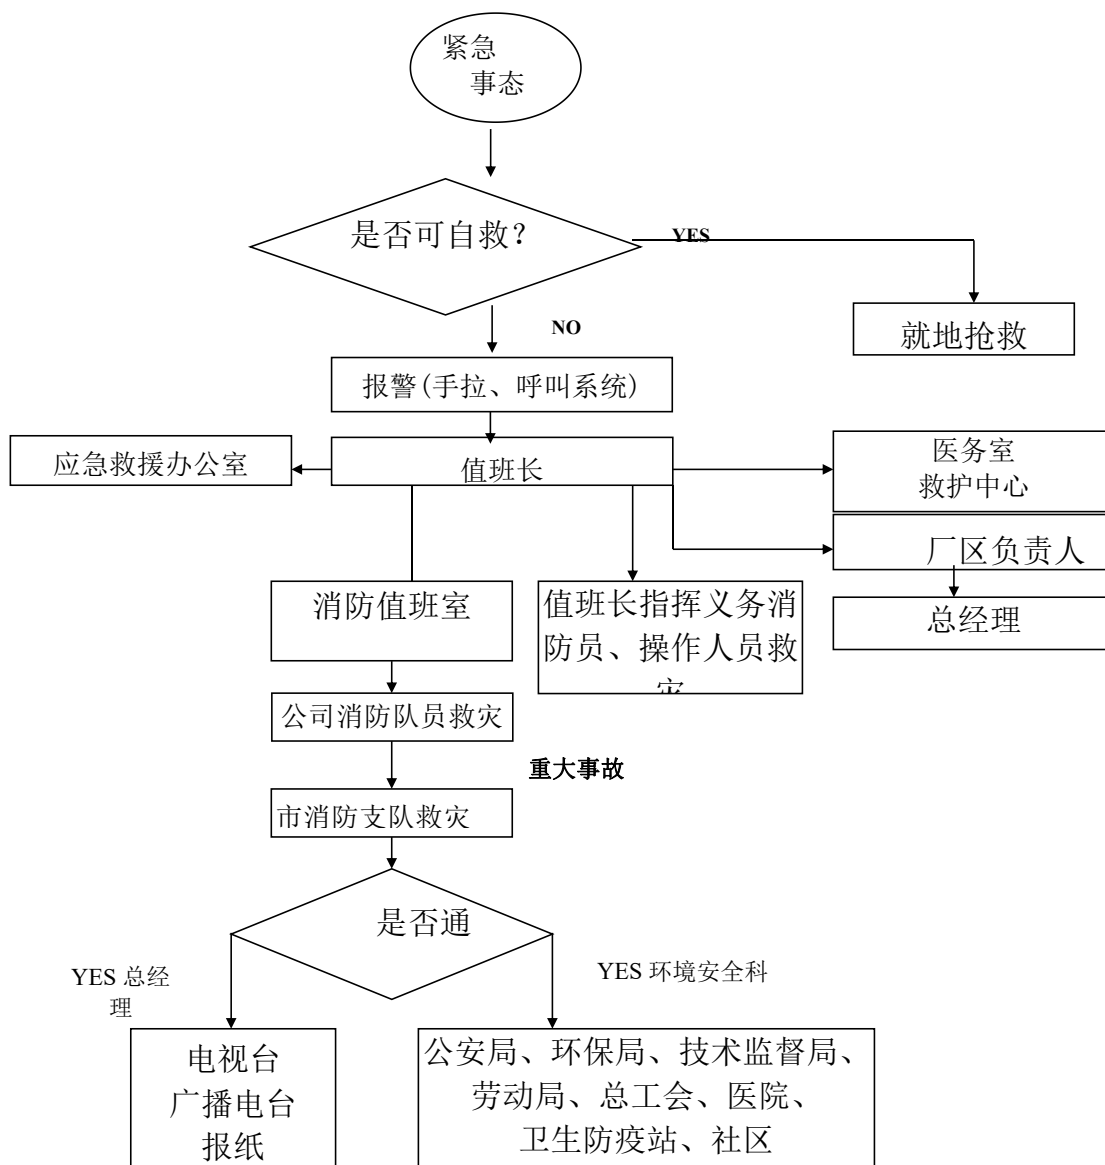 紧急
事态
是否可自救？
YES
NO
就地抢救
报警(手拉、呼叫系统)
应急救援办公室
值班长
医务室
救护中心
厂区负责人
总经理
消防值班室
值班长指挥义务消
防员、操作人员救
灾
公司消防队员救灾
重大事故
市消防支队救灾
是否通
YES 总经
理
YES 环境安全科
电视台
广播电台
报纸
公安局、环保局、技术监督局、
劳动局、总工会、医院、
卫生防疫站、社区